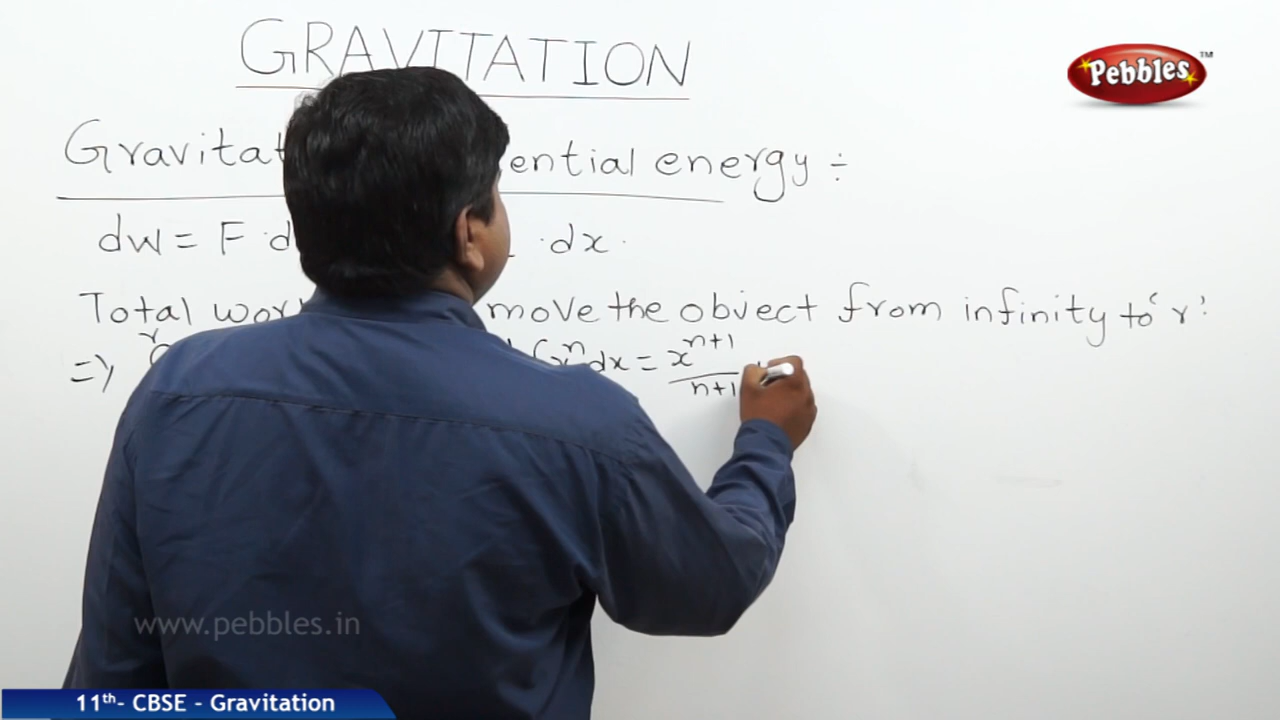 GRAVITATION
Pebbles TM
Gravitat ential energy ÷
dw = F · d · dx ·
Total wor move the object from infinity to 'r'
=> r x^n dx = x^(n+1)/n+1
www.pebbles.in
11th- CBSE - Gravitation